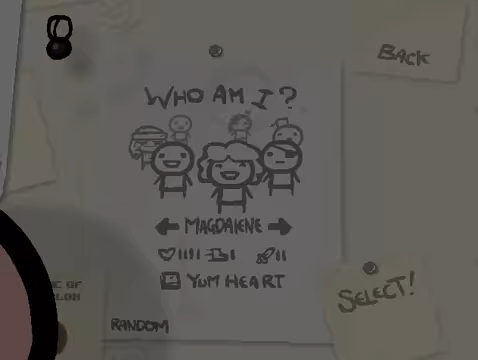 BACK
WHO AM I?
MAGDALENE
YUM HEART
SELECT!
RANDOM